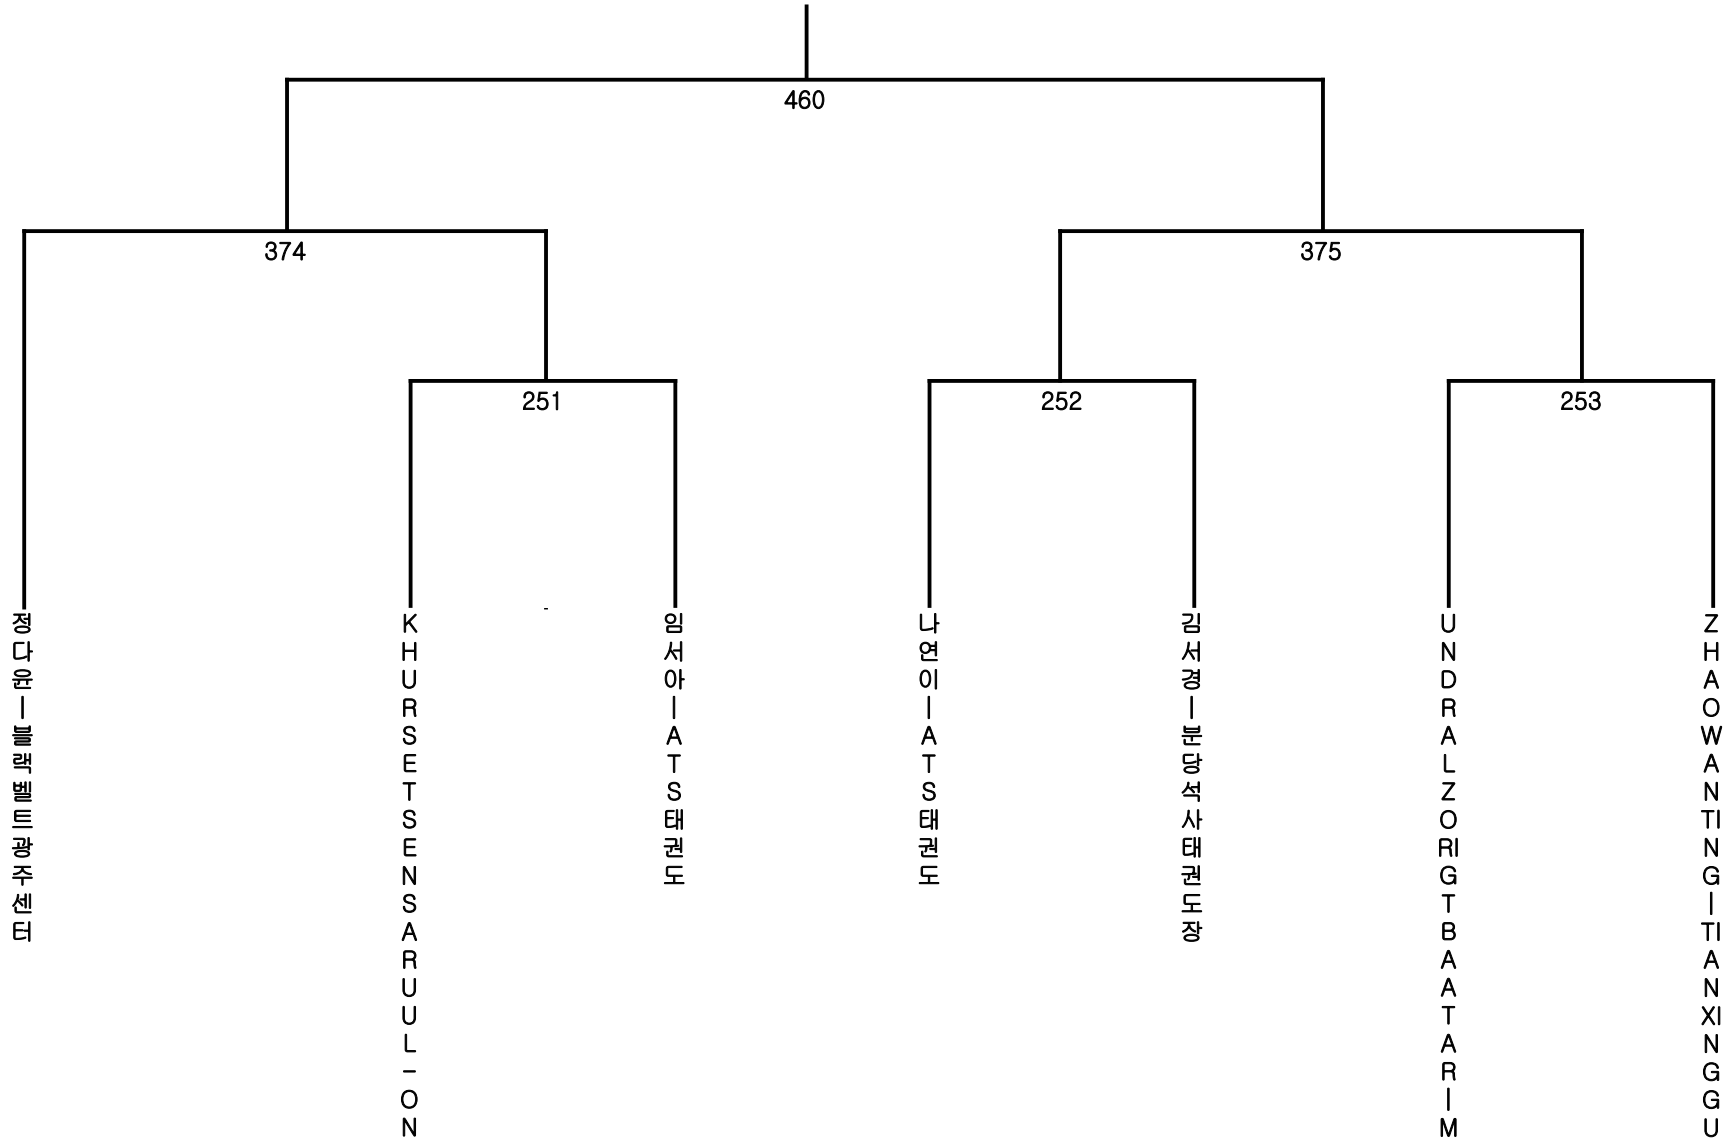 460
374
375
251
252
253
-
정다윤|블랙벨트광주센터
KHURSETSENSARUUL-ON
임서아|ATS태권도
나연이|ATS태권도
김서경|분당석사태권도장
UNDRALZORIGTBAATAR|M
ZHAOWANTING|TIANXINGGU